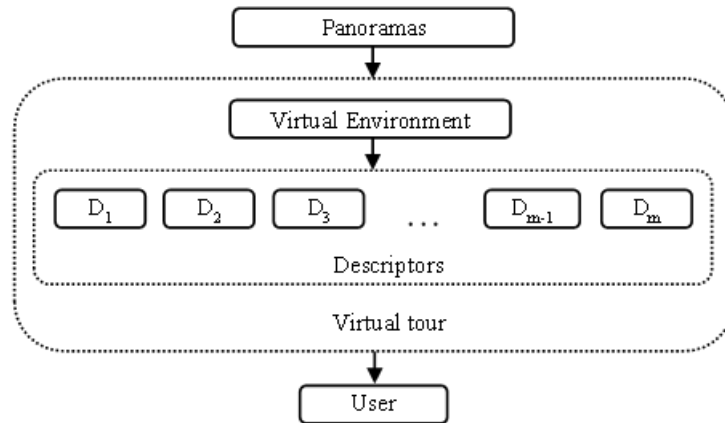 Panoramas
Virtual Environment
D₁ D₂ D₃ ... Dₘ₋₁ Dₘ
Descriptors
Virtual tour
User